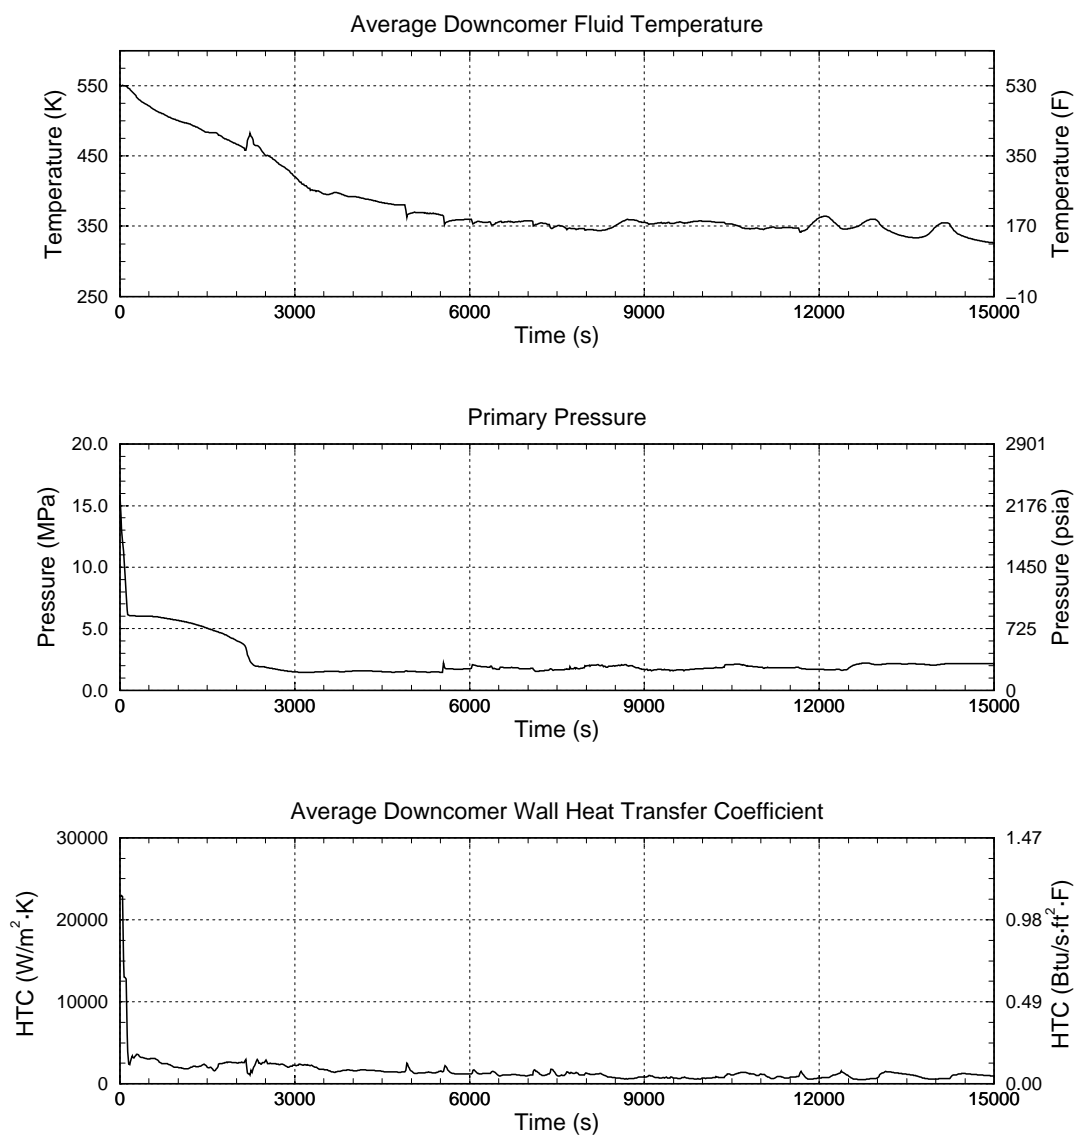 Average Downcomer Fluid Temperature
Temperature (K)
550
450
350
250
530
350
170
−10
Temperature (F)
0 3000 6000 9000 12000 15000
Time (s)
Primary Pressure
Pressure (MPa)
20.0
15.0
10.0
5.0
0.0
2901
2176
1450
725
0
Pressure (psia)
0 3000 6000 9000 12000 15000
Time (s)
Average Downcomer Wall Heat Transfer Coefficient
HTC (W/m²·K)
30000
20000
10000
0
1.47
0.98
0.49
0.00
HTC (Btu/s·ft²·F)
0 3000 6000 9000 12000 15000
Time (s)